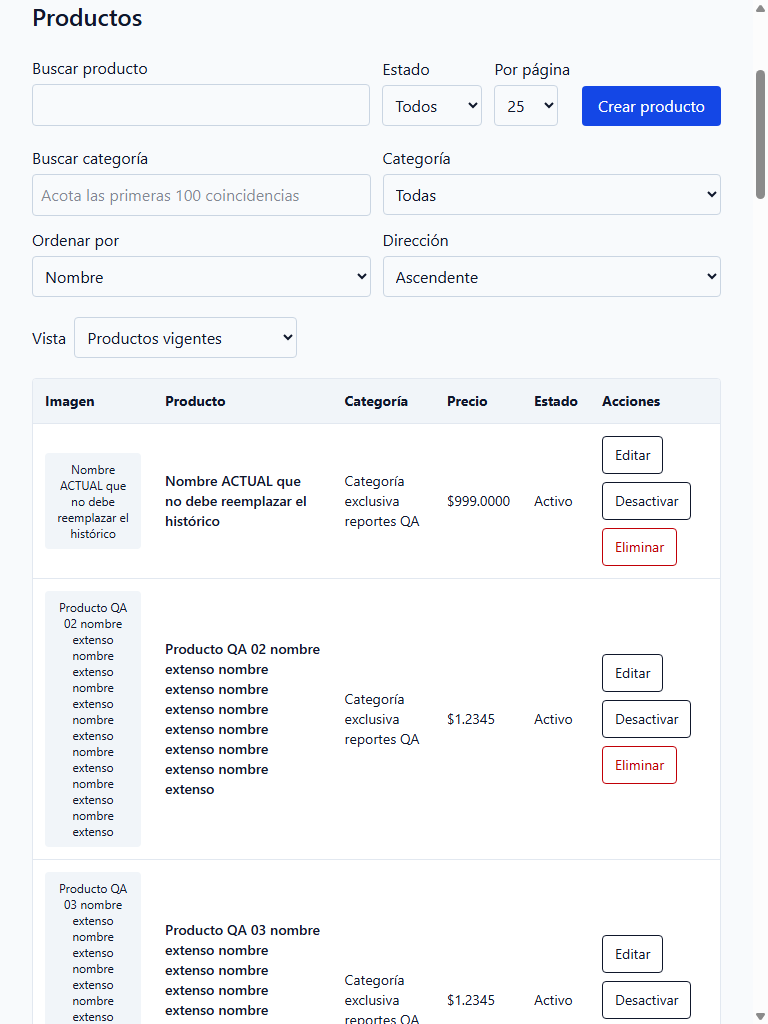 Productos
Buscar producto
Estado
Por página
Todos
25
Crear producto
Buscar categoría
Categoría
Acota las primeras 100 coincidencias
Todas
Ordenar por
Dirección
Nombre
Ascendente
Vista
Productos vigentes
Imagen Producto Categoría Precio Estado Acciones
Nombre
ACTUAL que
no debe
reemplazar el
histórico
Nombre ACTUAL que
no debe reemplazar el
histórico
Categoría
exclusiva
reportes QA
$999.0000
Activo
Editar
Desactivar
Eliminar
Producto QA
02 nombre
extenso
nombre
extenso
nombre
extenso
nombre
extenso
nombre
extenso
nombre
extenso
nombre
extenso
Producto QA 02 nombre
extenso nombre
extenso nombre
extenso nombre
extenso nombre
extenso nombre
extenso nombre
extenso
Categoría
exclusiva
reportes QA
$1.2345
Activo
Editar
Desactivar
Eliminar
Producto QA
03 nombre
extenso
nombre
extenso
nombre
extenso
nombre
extenso
Producto QA 03 nombre
extenso nombre
extenso nombre
extenso nombre
extenso nombre
Categoría
exclusiva
reportes QA
$1.2345
Activo
Editar
Desactivar